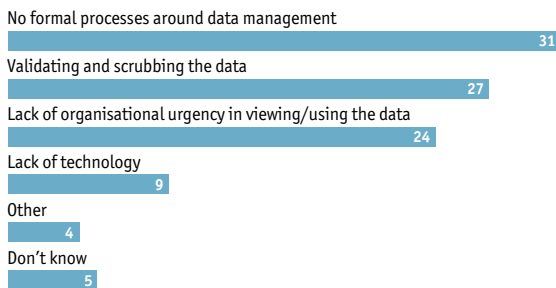 No formal processes around data management
31
Validating and scrubbing the data
27
Lack of organisational urgency in viewing/using the data
24
Lack of technology
9
Other
4
Don’t know
5